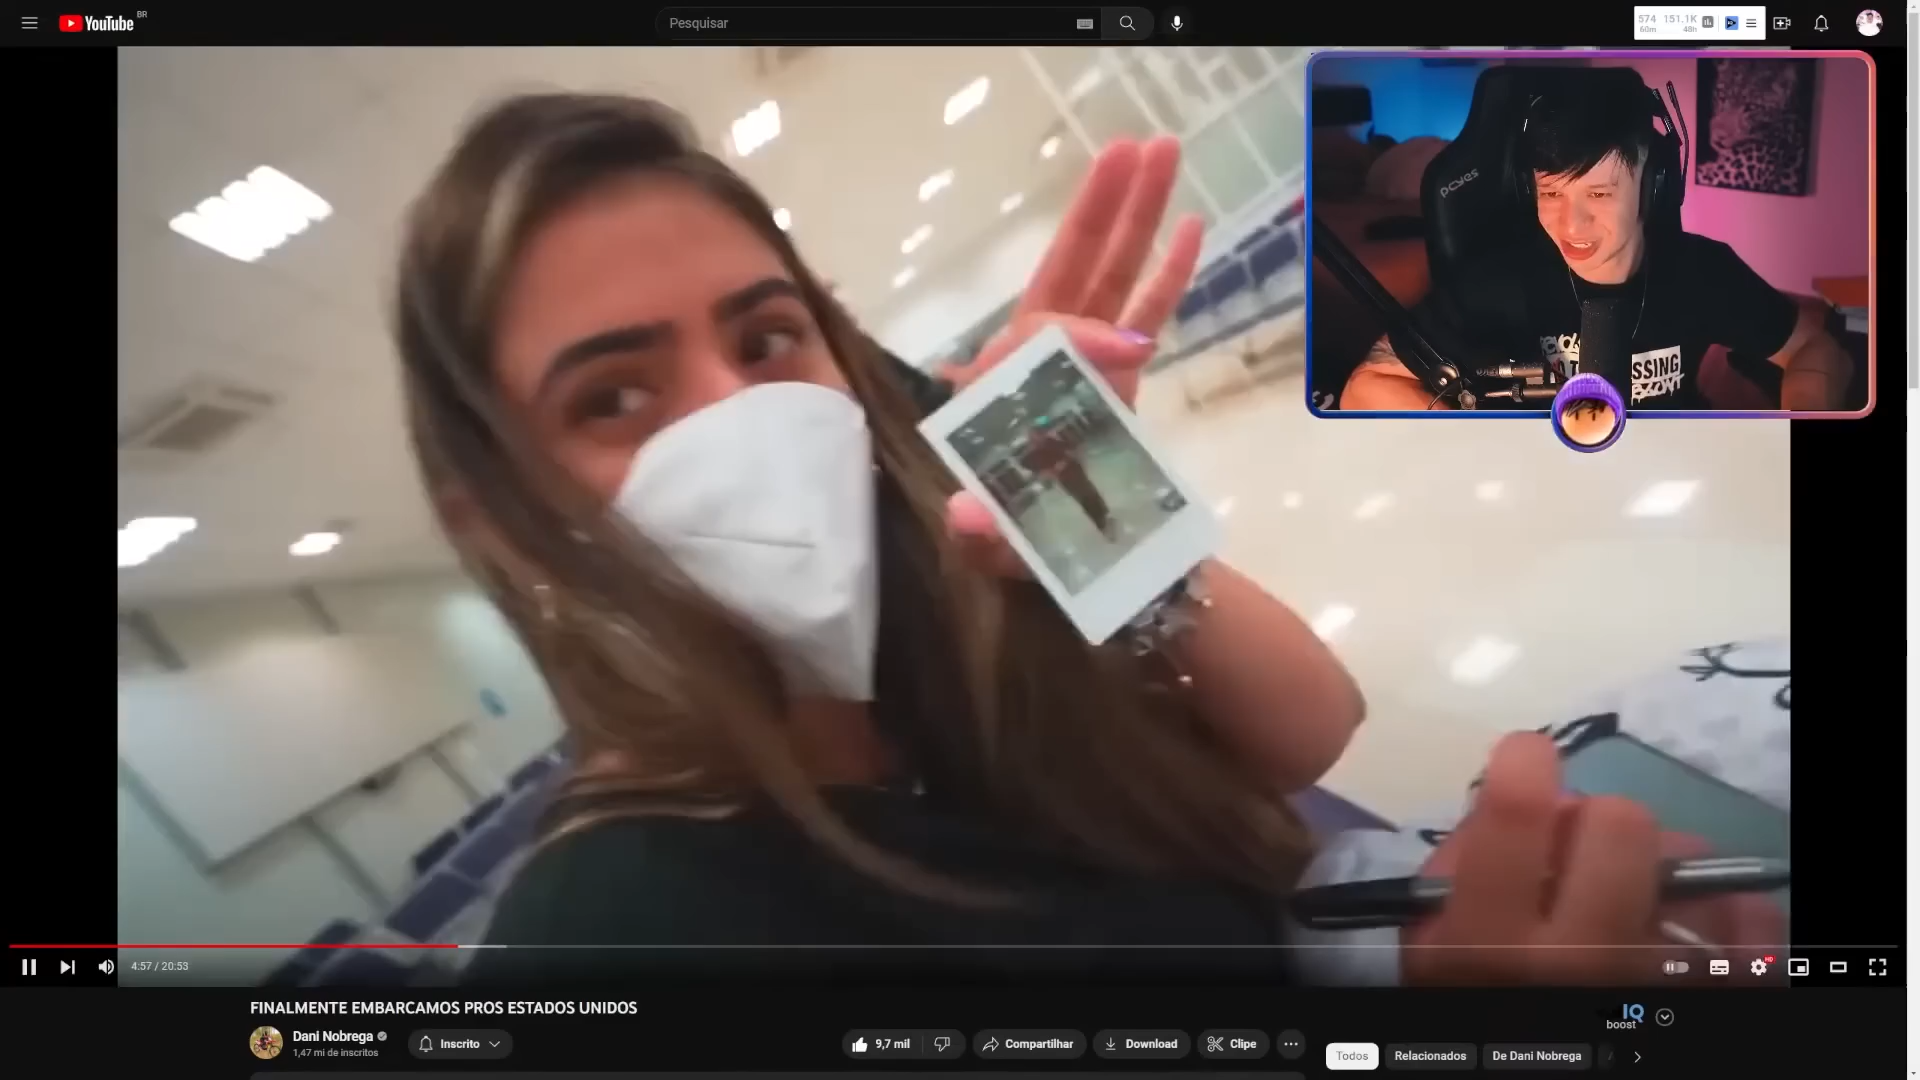 YouTube BR
Pesquisar
574 151.1K
60m 48h
pcyes
SSING
4:57 / 20:53
HD
FINALMENTE EMBARCAMOS PROS ESTADOS UNIDOS
IQ
boost
Dani Nobrega
1,47 mi de inscritos
Inscrito
9,7 mil
Compartilhar
Download
Clipe
Todos
Relacionados
De Dani Nobrega